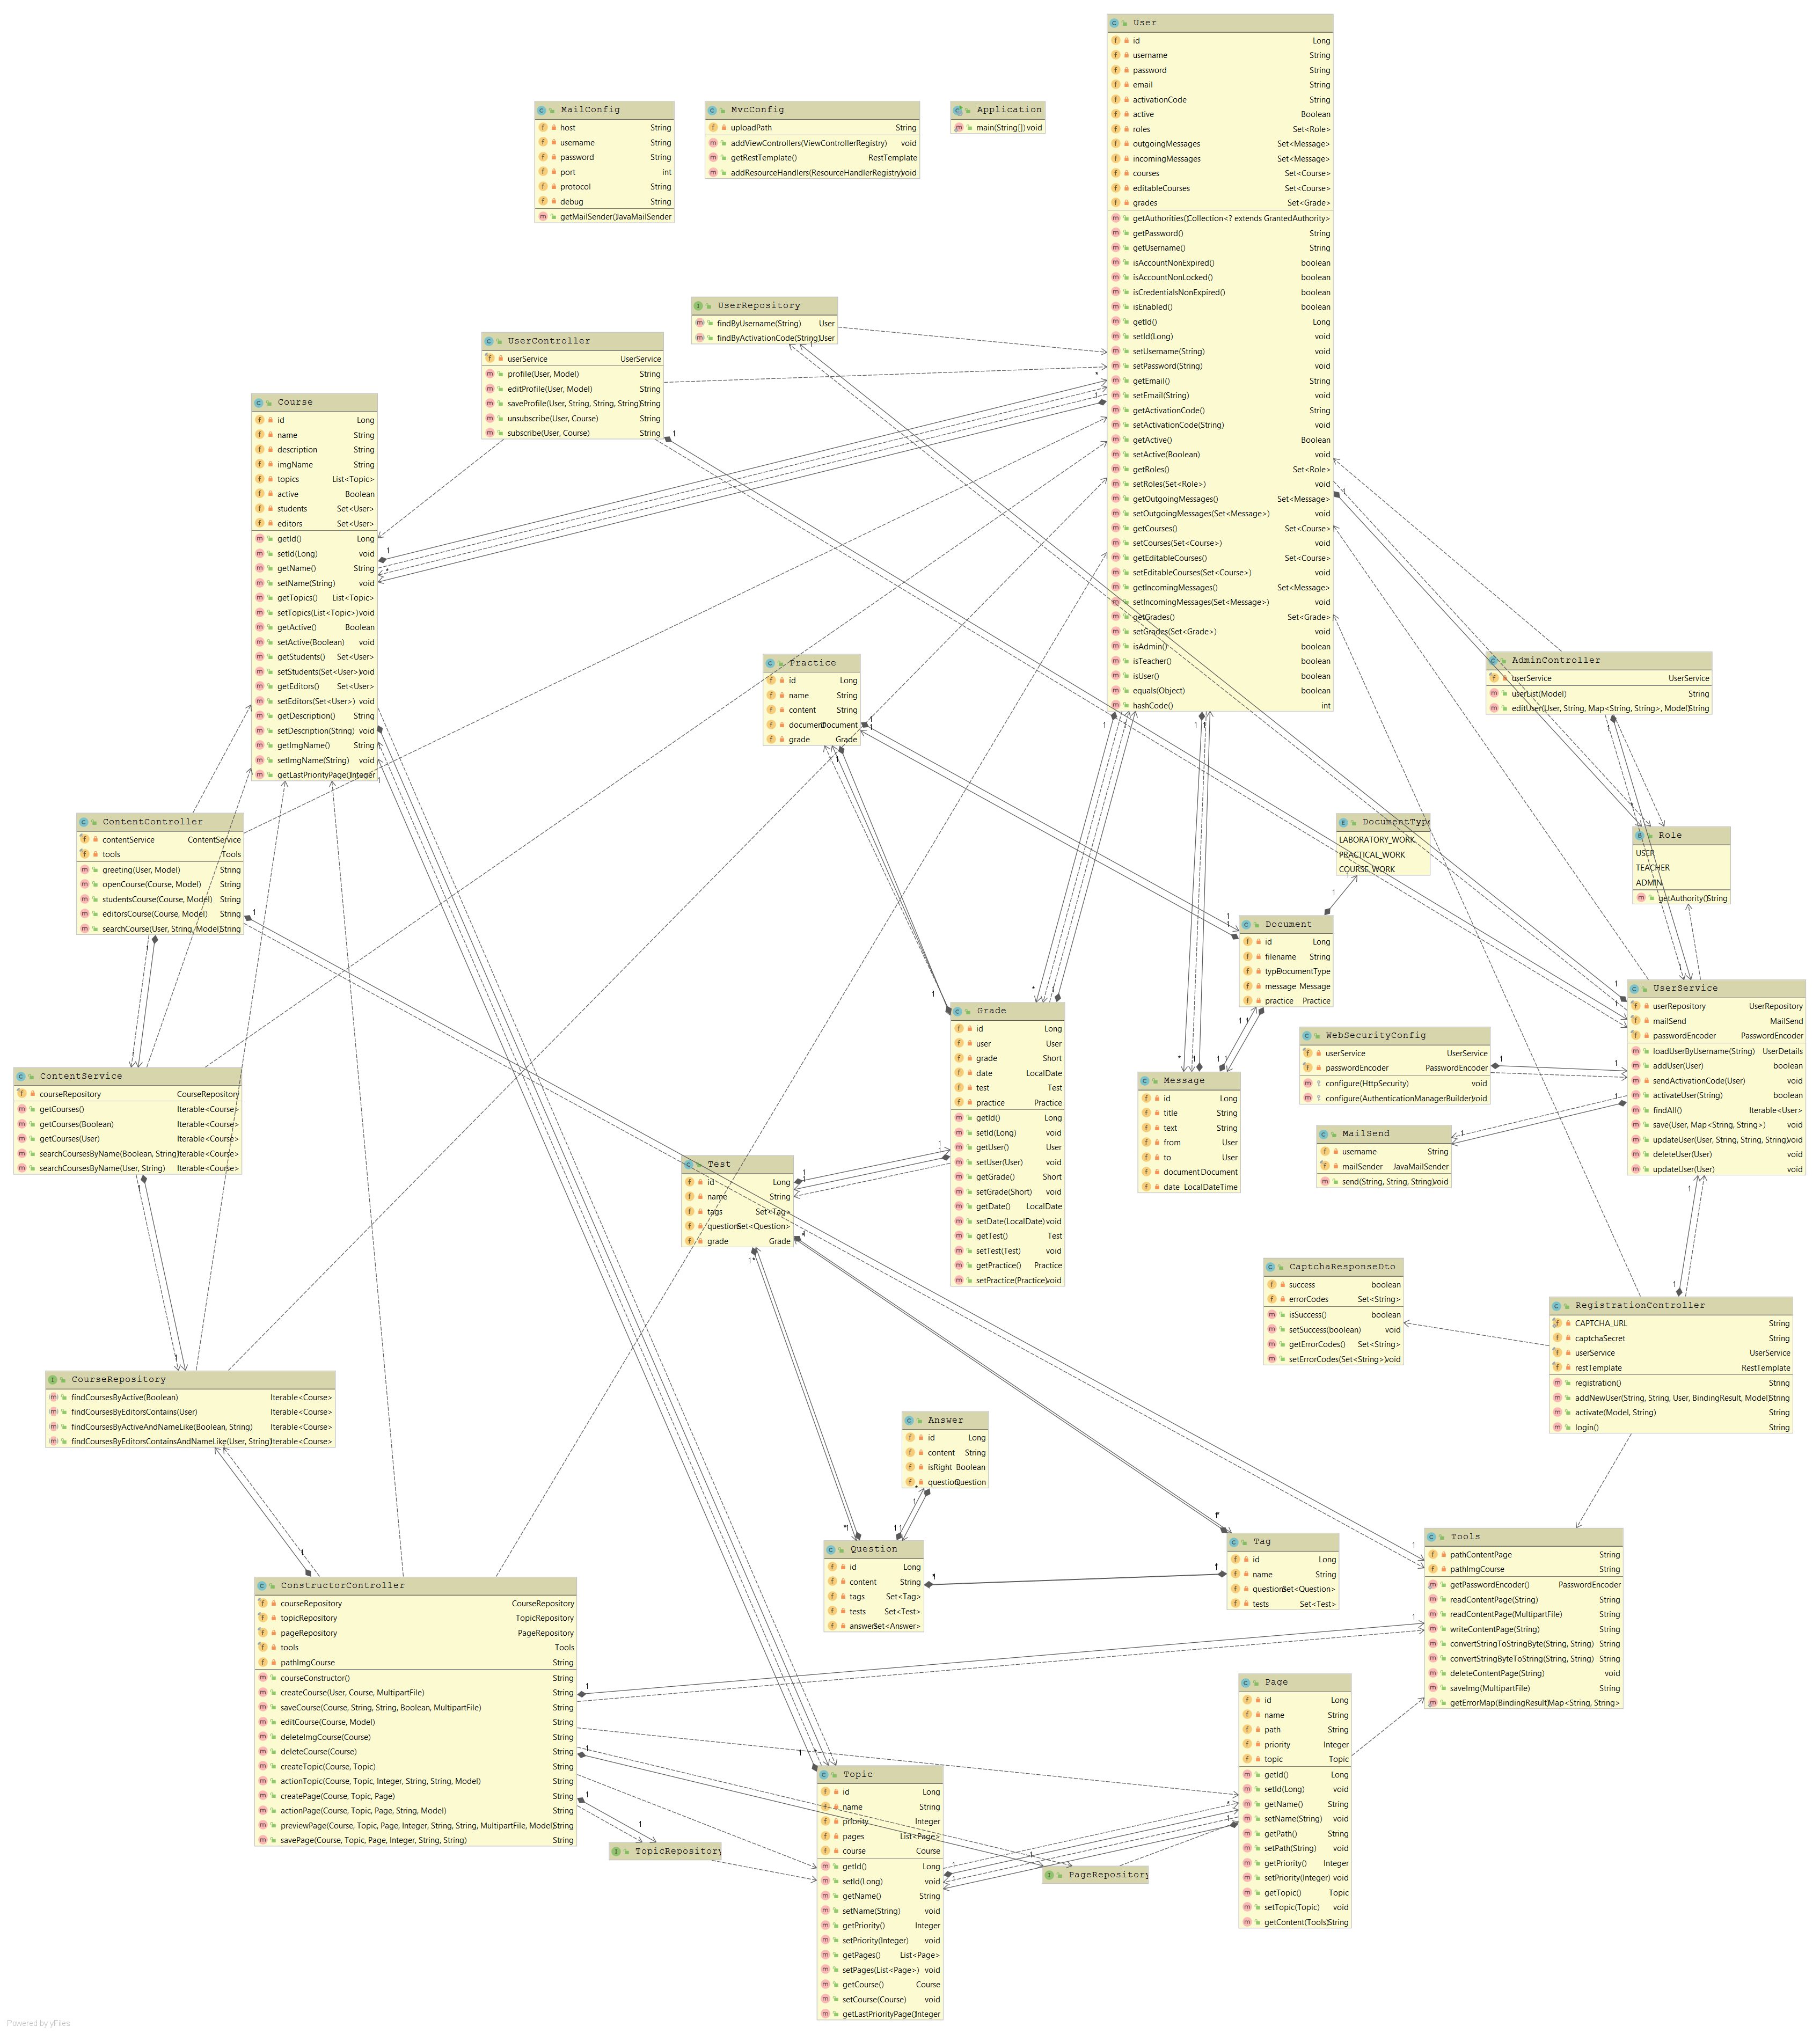 User
id Long
username String
password String
email String
activationCode String
active Boolean
roles Set<Role>
outgoingMessages Set<Message>
incomingMessages Set<Message>
courses Set<Course>
editableCourses Set<Course>
grades Set<Grade>
getAuthorities() Collection<? extends GrantedAuthority>
getPassword() String
getUsername() String
isAccountNonExpired() boolean
isAccountNonLocked() boolean
isCredentialsNonExpired() boolean
isEnabled() boolean
getId() Long
setId(Long) void
setUsername(String) void
setPassword(String) void
getEmail() String
setEmail(String) void
getActivationCode() String
setActivationCode(String) void
getActive() Boolean
setActive(Boolean) void
getRoles() Set<Role>
setRoles(Set<Role>) void
getOutgoingMessages() Set<Message>
setOutgoingMessages(Set<Message>) void
getCourses() Set<Course>
setCourses(Set<Course>) void
getEditableCourses() Set<Course>
setEditableCourses(Set<Course>) void
getIncomingMessages() Set<Message>
setIncomingMessages(Set<Message>) void
getGrades() Set<Grade>
setGrades(Set<Grade>) void
isAdmin() boolean
isTeacher() boolean
isUser() boolean
equals(Object) boolean
hashCode() int
MailConfig
host String
username String
password String
port int
protocol String
debug String
getMailSender() JavaMailSender
MvcConfig
uploadPath String
addViewControllers(ViewControllerRegistry) void
getRestTemplate() RestTemplate
addResourceHandlers(ResourceHandlerRegistry) void
Application
main(String[]) void
UserRepository
findByUsername(String) User
findByActivationCode(String) User
UserController
userService UserService
profile(User, Model) String
editProfile(User, Model) String
saveProfile(User, String, String, String) String
unsubscribe(User, Course) String
subscribe(User, Course) String
Course
id Long
name String
description String
imgName String
topics List<Topic>
active Boolean
students Set<User>
editors Set<User>
getId() Long
setId(Long) void
getName() String
setName(String) void
getTopics() List<Topic>
setTopics(List<Topic>) void
getActive() Boolean
setActive(Boolean) void
getStudents() Set<User>
setStudents(Set<User>) void
getEditors() Set<User>
setEditors(Set<User>) void
getDescription() String
setDescription(String) void
getImgName() String
setImgName(String) void
getLastPriorityPage() Integer
Practice
id Long
name String
content String
document Document
grade Grade
AdminController
userService UserService
userList(Model) String
editUser(User, String, Map<String, String>, Model) String
ContentController
contentService ContentService
tools Tools
greeting(User, Model) String
openCourse(Course, Model) String
studentsCourse(Course, Model) String
editorsCourse(Course, Model) String
searchCourse(User, String, Model) String
DocumentType
LABORATORY_WORK
PRACTICAL_WORK
COURSE_WORK
Role
USER
TEACHER
ADMIN
getAuthority() String
Document
id Long
filename String
type DocumentType
message Message
practice Practice
UserService
userRepository UserRepository
mailSend MailSend
passwordEncoder PasswordEncoder
loadUserByUsername(String) UserDetails
addUser(User) boolean
sendActivationCode(User) void
activateUser(String) boolean
findAll() Iterable<User>
save(User, Map<String, String>) void
updateUser(User, String, String, String) void
deleteUser(User) void
updateUser(User) void
Grade
id Long
user User
grade Short
date LocalDate
test Test
practice Practice
getId() Long
setId(Long) void
getUser() User
setUser(User) void
getGrade() Short
setGrade(Short) void
getDate() LocalDate
setDate(LocalDate) void
getTest() Test
setTest(Test) void
getPractice() Practice
setPractice(Practice) void
WebSecurityConfig
userService UserService
passwordEncoder PasswordEncoder
configure(HttpSecurity) void
configure(AuthenticationManagerBuilder) void
ContentService
courseRepository CourseRepository
getCourses() Iterable<Course>
getCourses(Boolean) Iterable<Course>
getCourses(User) Iterable<Course>
searchCoursesByName(Boolean, String) Iterable<Course>
searchCoursesByName(User, String) Iterable<Course>
Message
id Long
title String
text String
from User
to User
document Document
date LocalDateTime
MailSend
username String
mailSender JavaMailSender
send(String, String, String) void
Test
id Long
name String
tags Set<Tag>
questions Set<Question>
grade Grade
CaptchaResponseDto
success boolean
errorCodes Set<String>
isSuccess() boolean
setSuccess(boolean) void
getErrorCodes() Set<String>
setErrorCodes(Set<String>) void
RegistrationController
CAPTCHA_URL String
captchaSecret String
userService UserService
restTemplate RestTemplate
registration() String
addNewUser(String, String, User, BindingResult, Model) String
activate(Model, String) String
login() String
CourseRepository
findCoursesByActive(Boolean) Iterable<Course>
findCoursesByEditorsContains(User) Iterable<Course>
findCoursesByActiveAndNameLike(Boolean, String) Iterable<Course>
findCoursesByEditorsContainsAndNameLike(User, String) Iterable<Course>
Answer
id Long
content String
isRight Boolean
question Question
Question
id Long
content String
tags Set<Tag>
tests Set<Test>
answers Set<Answer>
Tag
id Long
name String
questions Set<Question>
tests Set<Test>
Tools
pathContentPage String
pathImgCourse String
getPasswordEncoder() PasswordEncoder
readContentPage(String) String
readContentPage(MultipartFile) String
writeContentPage(String) String
convertStringToStringByte(String, String) String
convertStringByteToString(String, String) String
deleteContentPage(String) void
saveImg(MultipartFile) String
getErrorMap(BindingResult) Map<String, String>
ConstructorController
courseRepository CourseRepository
topicRepository TopicRepository
pageRepository PageRepository
tools Tools
pathImgCourse String
courseConstructor() String
createCourse(User, Course, MultipartFile) String
saveCourse(Course, String, String, Boolean, MultipartFile) String
editCourse(Course, Model) String
deleteImgCourse(Course) String
deleteCourse(Course) String
createTopic(Course, Topic) String
actionTopic(Course, Topic, Integer, String, String, Model) String
createPage(Course, Topic, Page) String
actionPage(Course, Topic, Page, String, Model) String
previewPage(Course, Topic, Page, Integer, String, String, MultipartFile, Model) String
savePage(Course, Topic, Page, Integer, String, String) String
Page
id Long
name String
path String
priority Integer
topic Topic
getId() Long
setId(Long) void
getName() String
setName(String) void
getPath() String
setPath(String) void
getPriority() Integer
setPriority(Integer) void
getTopic() Topic
setTopic(Topic) void
getContent(Tools) String
Topic
id Long
name String
priority Integer
pages List<Page>
course Course
getId() Long
setId(Long) void
getName() String
setName(String) void
getPriority() Integer
setPriority(Integer) void
getPages() List<Page>
setPages(List<Page>) void
getCourse() Course
setCourse(Course) void
getLastPriorityPage() Integer
TopicRepository
PageRepository
Powered by yFiles